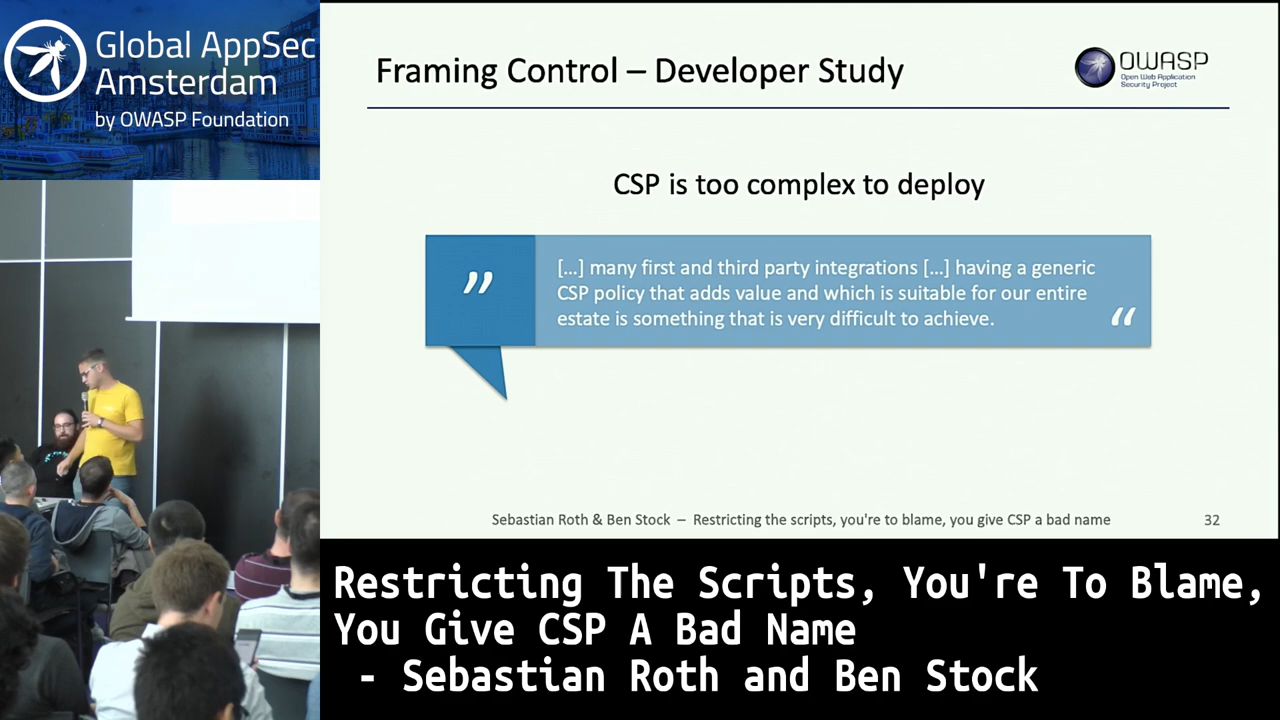 Global AppSec
Amsterdam
by OWASP Foundation
Framing Control – Developer Study
OWASP
Open Web Application
Security Project
CSP is too complex to deploy
”
[...] many first and third party integrations [...] having a generic
CSP policy that adds value and which is suitable for our entire
estate is something that is very difficult to achieve.
“
Sebastian Roth & Ben Stock – Restricting the scripts, you're to blame, you give CSP a bad name
32
Restricting The Scripts, You're To Blame,
You Give CSP A Bad Name
- Sebastian Roth and Ben Stock